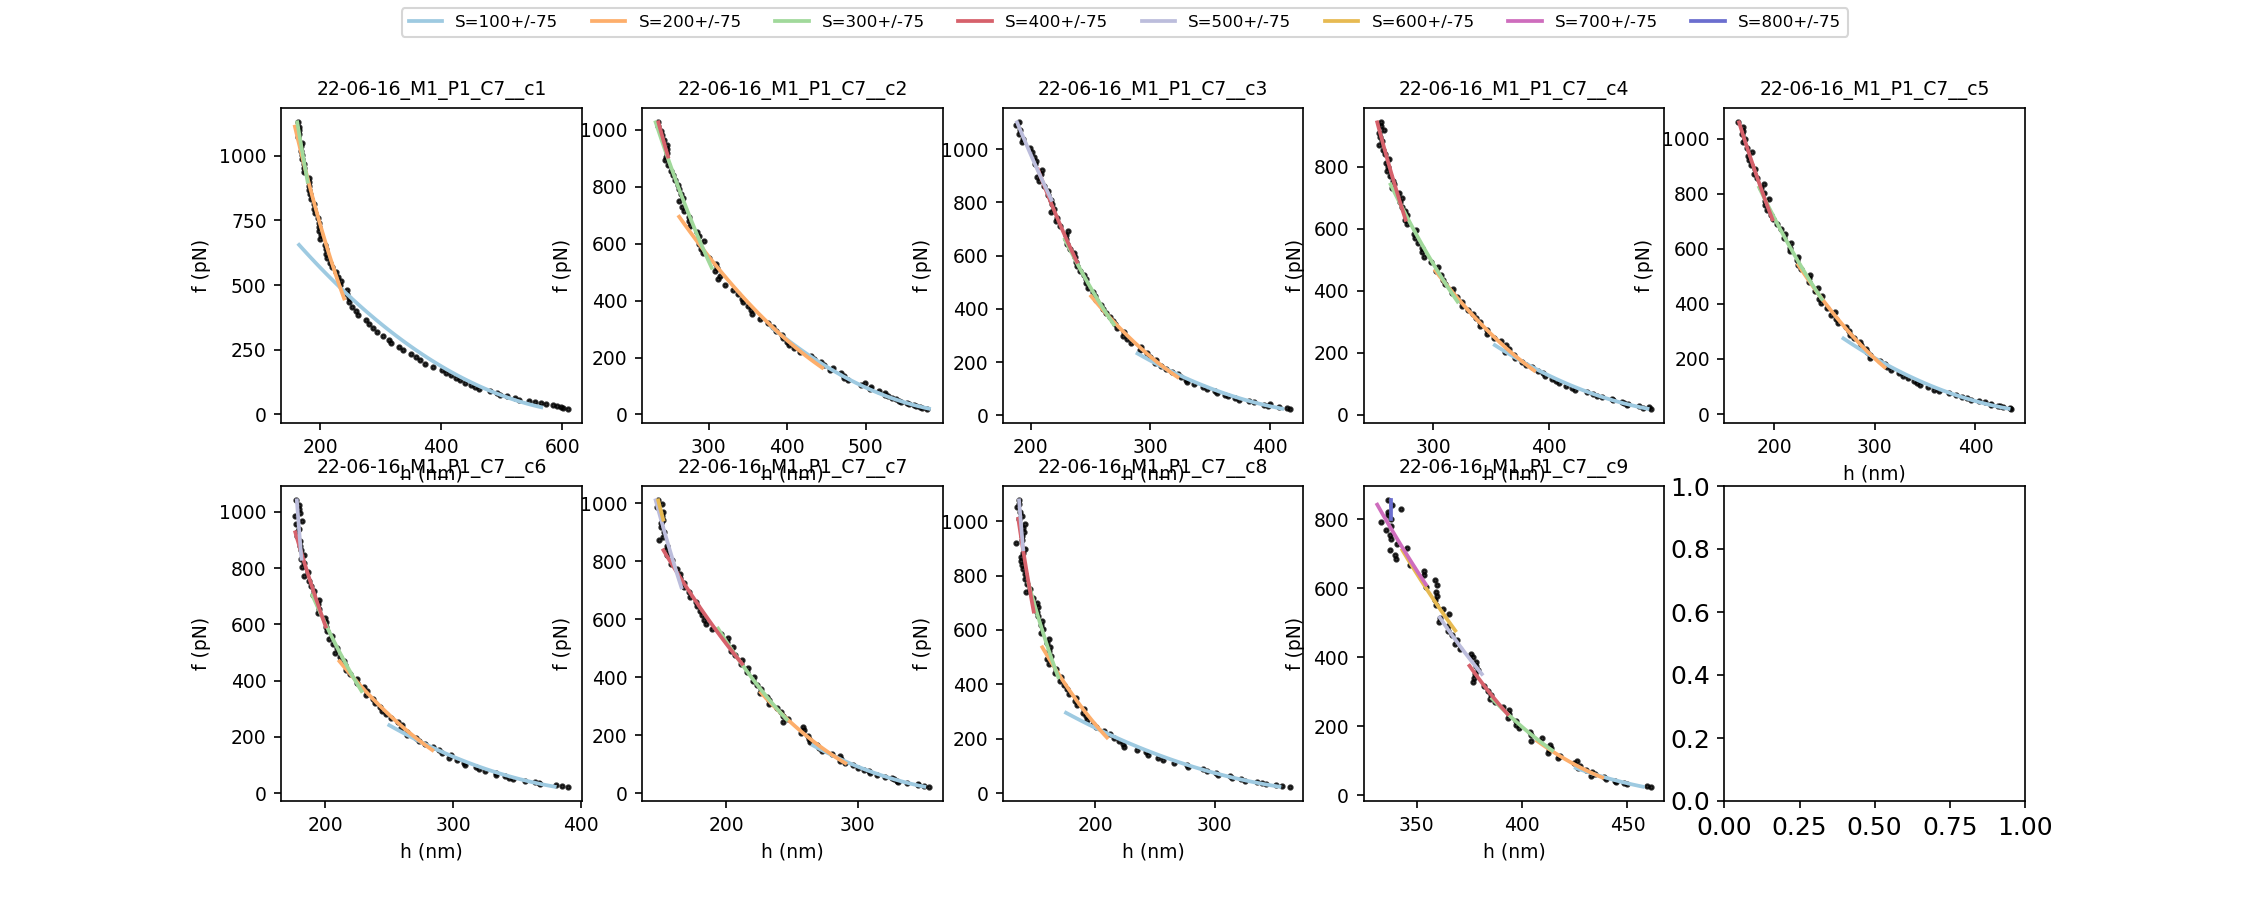 S=100+/-75 S=200+/-75 S=300+/-75 S=400+/-75 S=500+/-75 S=600+/-75 S=700+/-75 S=800+/-75
22-06-16_M1_P1_C7__c1
f (pN)
1000
750
500
250
0
200 400 600
h (nm)
22-06-16_M1_P1_C7__c2
f (pN)
1000
800
600
400
200
0
300 400 500
h (nm)
22-06-16_M1_P1_C7__c3
f (pN)
1000
800
600
400
200
0
200 300 400
h (nm)
22-06-16_M1_P1_C7__c4
f (pN)
800
600
400
200
0
300 400
h (nm)
22-06-16_M1_P1_C7__c5
f (pN)
1000
800
600
400
200
0
200 300 400
h (nm)
22-06-16_M1_P1_C7__c6
f (pN)
1000
800
600
400
200
0
200 300 400
h (nm)
22-06-16_M1_P1_C7__c7
f (pN)
1000
800
600
400
200
0
200 300
h (nm)
22-06-16_M1_P1_C7__c8
f (pN)
1000
800
600
400
200
0
200 300
h (nm)
22-06-16_M1_P1_C7__c9
f (pN)
800
600
400
200
0
350 400 450
h (nm)
1.0
0.8
0.6
0.4
0.2
0.0
0.00 0.25 0.50 0.75 1.00